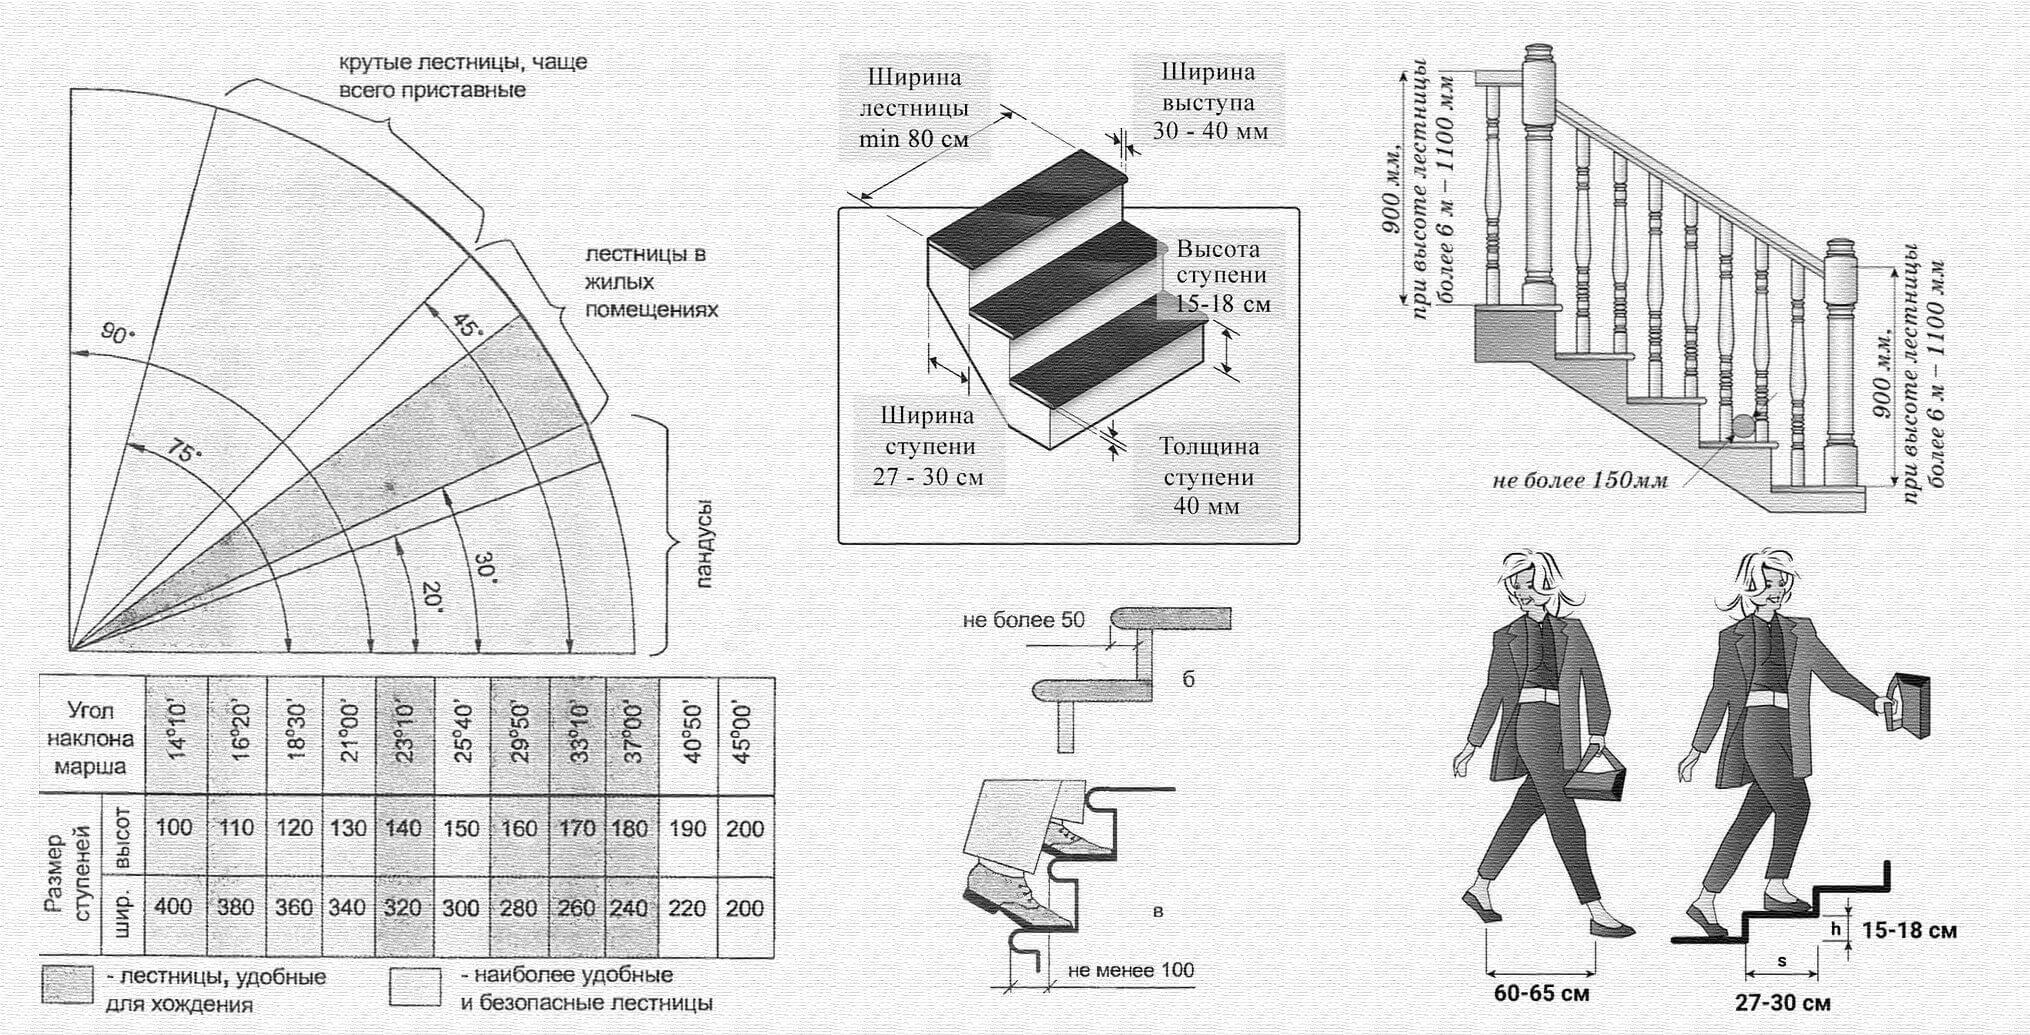 крутые лестницы, чаще
всего приставные
лестницы в
жилых
помещениях
пандусы
90°
75°
45°
30°
20°
Угол
наклона
марша
14°10' 16°20' 18°30' 21°00' 23°10' 25°40' 29°50' 33°10' 37°00' 40°50' 45°00'
Размер
ступеней
высот 100 110 120 130 140 150 160 170 180 190 200
шир. 400 380 360 340 320 300 280 260 240 220 200
- лестницы, удобные
для хождения
- наиболее удобные
и безопасные лестницы
Ширина
лестницы
min 80 см
Ширина
выступа
30 - 40 мм
Высота
ступени
15-18 см
Ширина
ступени
27 - 30 см
Толщина
ступени
40 мм
не более 50
б
в
не менее 100
900 мм,
при высоте лестницы
более 6 м – 1100 мм
900 мм,
при высоте лестницы
более 6 м – 1100 мм
не более 150мм
60-65 см
h
15-18 см
s
27-30 см